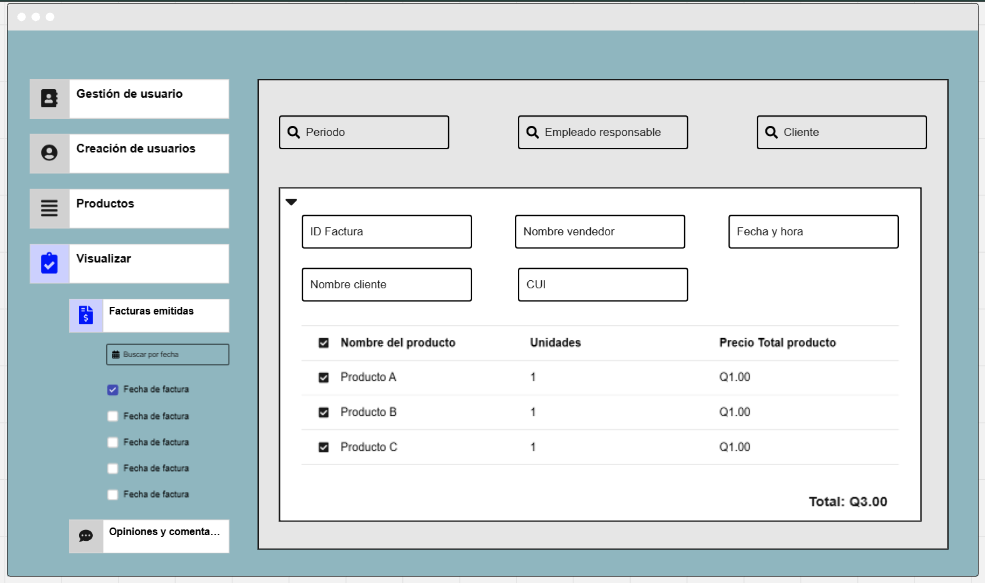 Gestión de usuario
Creación de usuarios
Productos
Visualizar
Facturas emitidas
Buscar por fecha
Fecha de factura
Fecha de factura
Fecha de factura
Fecha de factura
Fecha de factura
Opiniones y comenta...
Periodo
Empleado responsable
Cliente
ID Factura
Nombre vendedor
Fecha y hora
Nombre cliente
CUI
Nombre del producto Unidades Precio Total producto
Producto A 1 Q1.00
Producto B 1 Q1.00
Producto C 1 Q1.00
Total: Q3.00